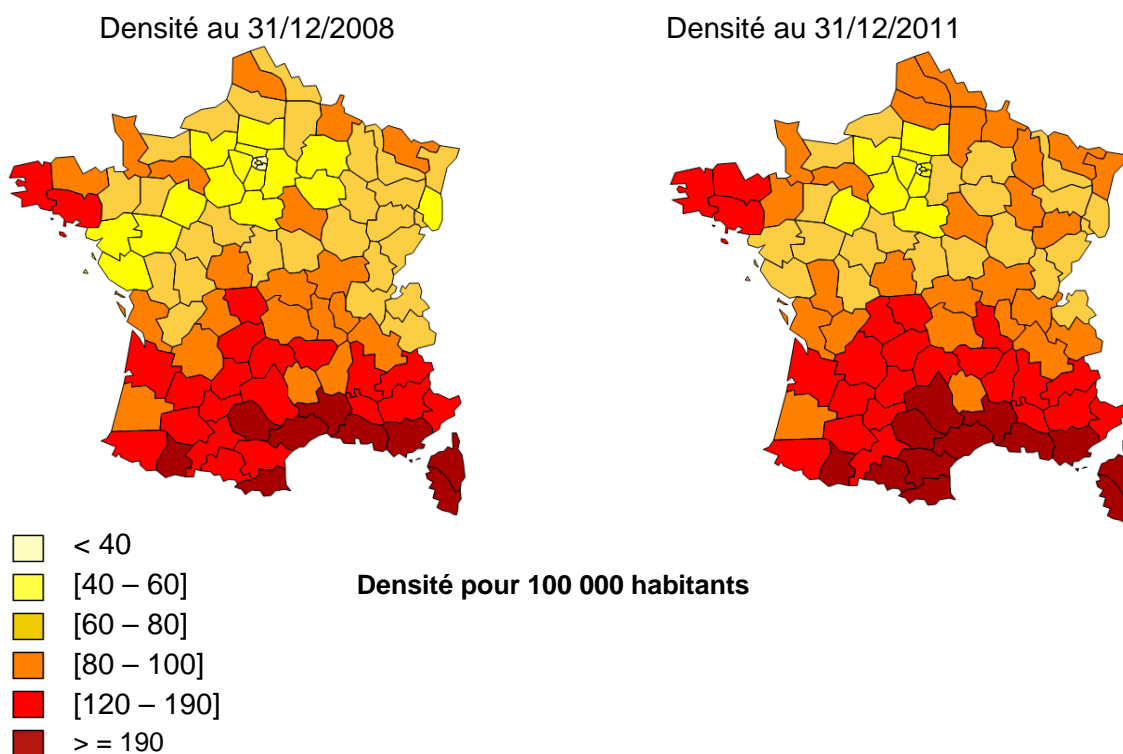 Densité au 31/12/2008
Densité au 31/12/2011
< 40
[40 – 60]
Densité pour 100 000 habitants
[60 – 80]
[80 – 100]
[120 – 190]
> = 190